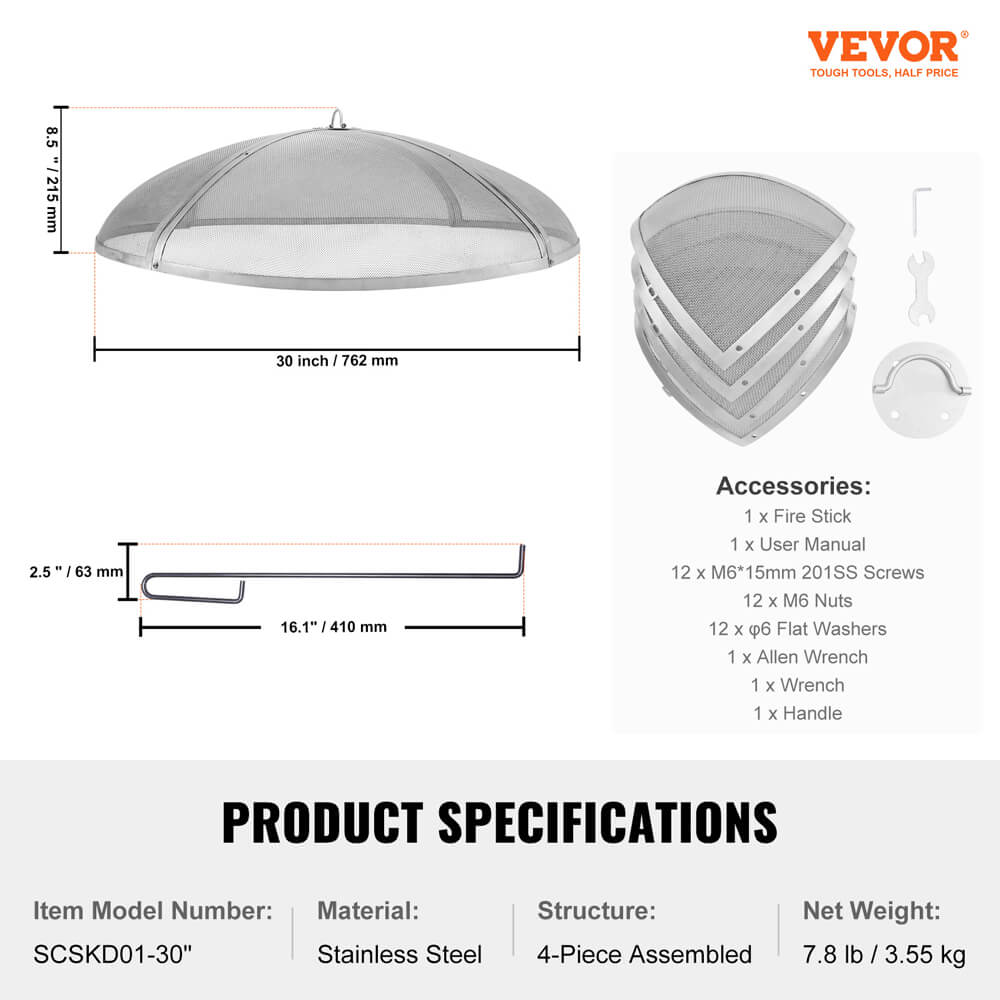 VEVOR®
TOUGH TOOLS, HALF PRICE
8.5 " / 215 mm
30 inch / 762 mm
2.5 " / 63 mm
16.1" / 410 mm
Accessories:
1 x Fire Stick
1 x User Manual
12 x M6*15mm 201SS Screws
12 x M6 Nuts
12 x φ6 Flat Washers
1 x Allen Wrench
1 x Wrench
1 x Handle
PRODUCT SPECIFICATIONS
Item Model Number:
SCSKD01-30"
Material:
Stainless Steel
Structure:
4-Piece Assembled
Net Weight:
7.8 lb / 3.55 kg